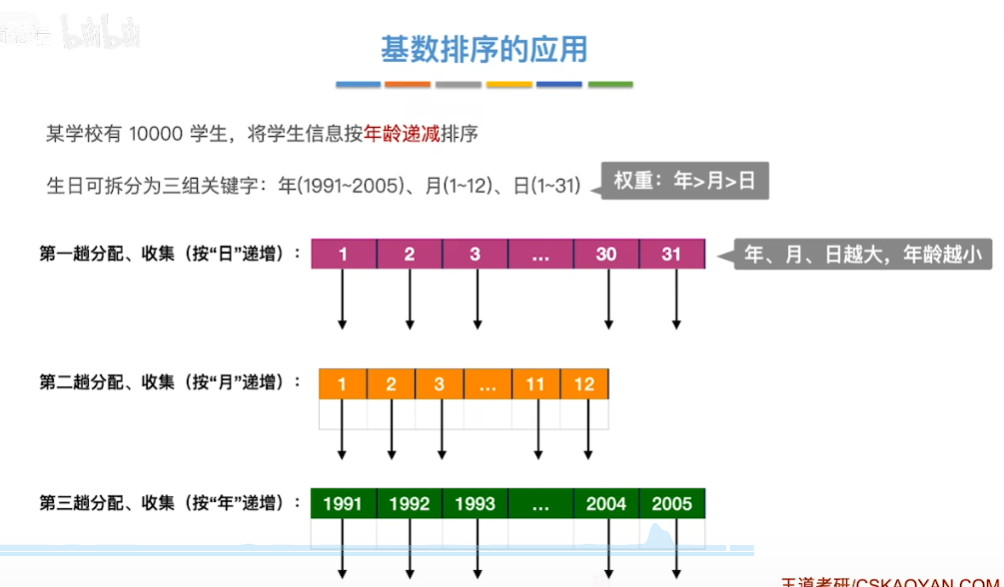 bilibili
基数排序的应用
某学校有 10000 学生，将学生信息按年龄递减排序
生日可拆分为三组关键字：年(1991~2005)、月(1~12)、日(1~31)
权重：年>月>日
第一趟分配、收集（按“日”递增）：
1 2 3 … 30 31
年、月、日越大，年龄越小
第二趟分配、收集（按“月”递增）：
1 2 3 … 11 12
第三趟分配、收集（按“年”递增）：
1991 1992 1993 … 2004 2005
王道考研/CSKAOYAN.COM